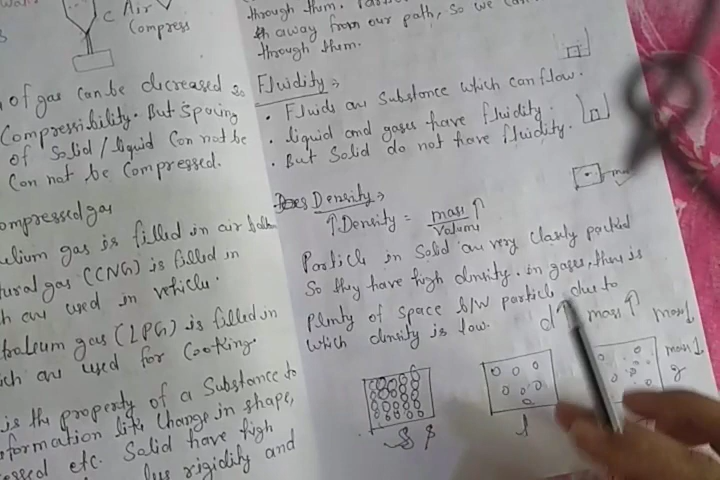 C Air
Compress
of gas can be decreased so
Compressibility. But Spacing
of Solid / liquid Can not be
Can not be Compressed.
ompressedgas
elium gas is filled in air
tural gas (CNG) is filled in
h are used in vehicle.
troleum gas (LPG) is filled in
ich are used for Cooking.
is the property of a Substance to
formation like Change in shape,
essed etc. Solid have high
rigidity and
through them.
away from our path, so we can
through them.
Fluidity
• Fluids are Substance which can flow.
• liquid and gases have fluidity.
• But Solid do not have fluidity.
Density
↑Density = mass↑ / Volume
Particle in Solid are very Closely packed
So they have high density. in gases, there is
Plenty of space b/w particle due to
which density is low.
d↑ mass↑ mass↑
mass↑
S
l
g